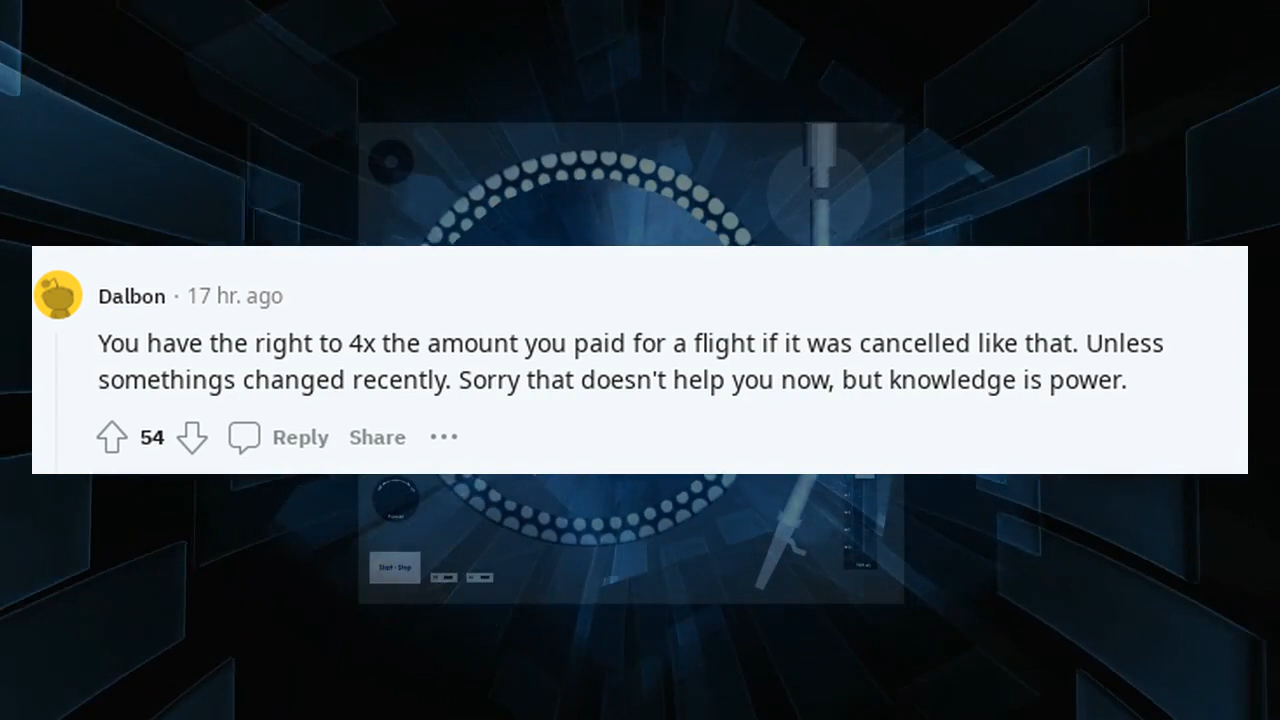 Dalbon · 17 hr. ago
You have the right to 4x the amount you paid for a flight if it was cancelled like that. Unless
somethings changed recently. Sorry that doesn't help you now, but knowledge is power.
54 Reply Share ···
Start - Stop